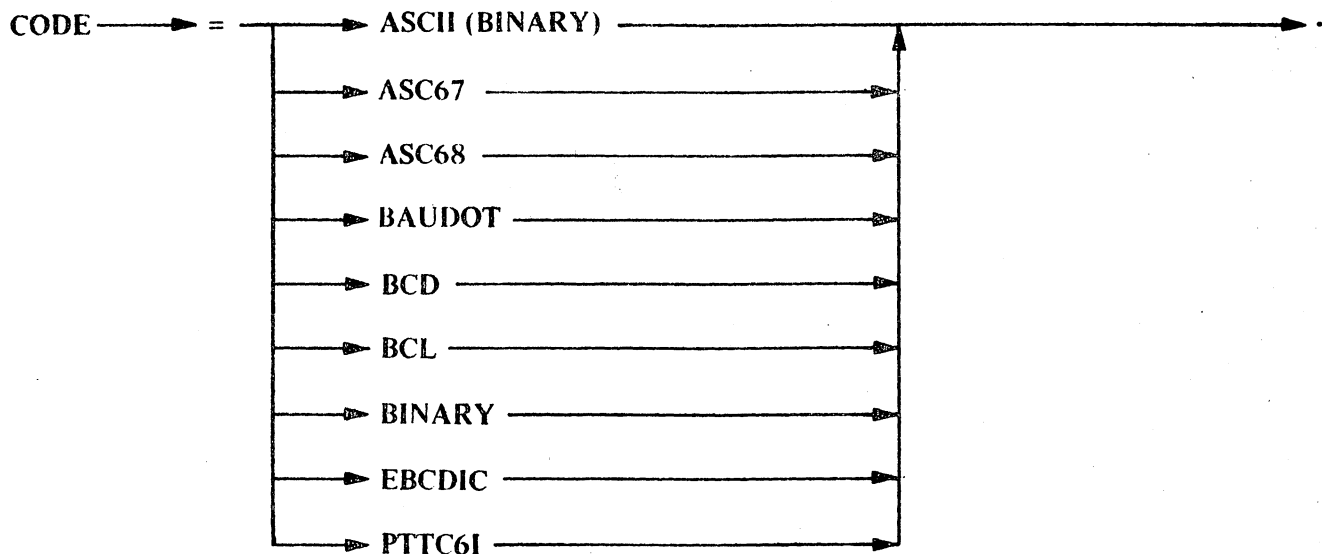 CODE = ASCII (BINARY) .
ASC67
ASC68
BAUDOT
BCD
BCL
BINARY
EBCDIC
PTTC6I